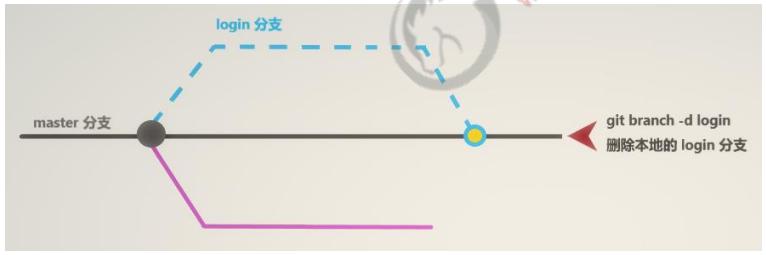 login 分支
master 分支
git branch -d login
删除本地的 login 分支